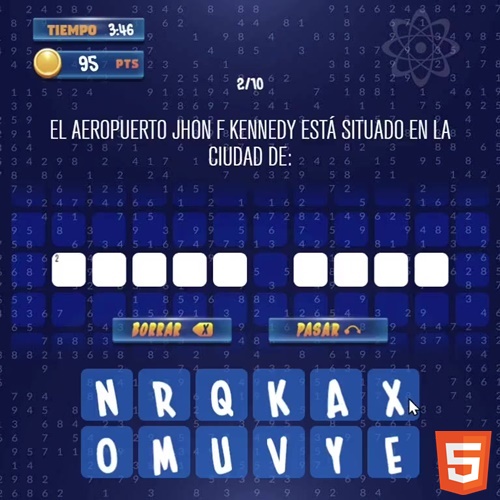 TIEMPO 3:46
95 PTS
2/10
EL AEROPUERTO JHON F KENNEDY ESTÁ SITUADO EN LA
CIUDAD DE:
2
BORRAR X
PASAR
N R Q K A X
O M U V Y E
5